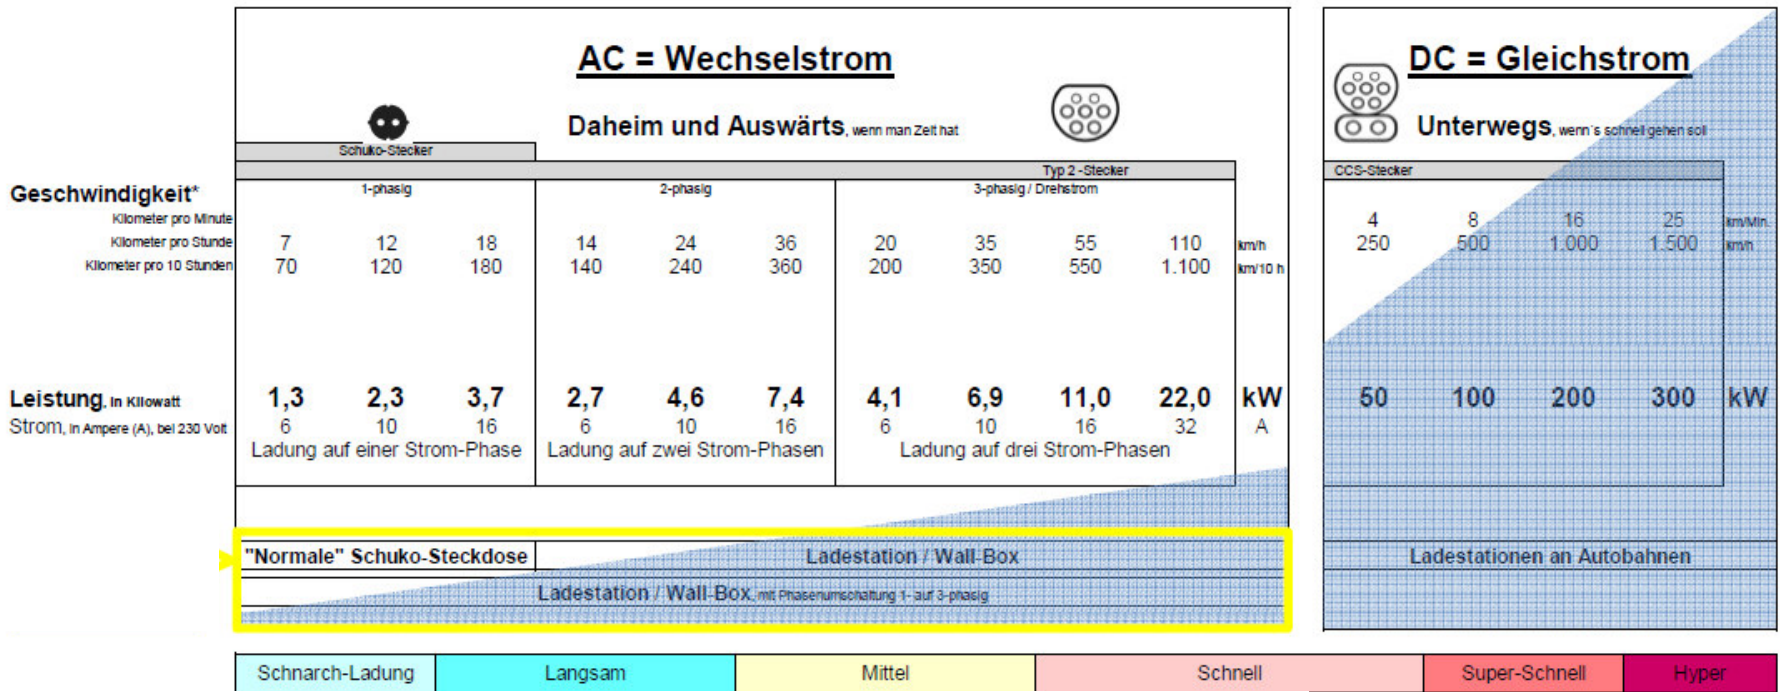 AC = Wechselstrom
DC = Gleichstrom
Daheim und Auswärts, wenn man Zeit hat
Unterwegs, wenn´s schnell gehen soll
Schuko-Stecker
Typ 2 -Stecker
CCS-Stecker
Geschwindigkeit*
1-phasig 2-phasig 3-phasig / Drehstrom
Kilometer pro Minute 4 8 16 25 km/Min.
Kilometer pro Stunde 7 12 18 14 24 36 20 35 55 110 km/h 250 500 1.000 1.500 km/h
Kilometer pro 10 Stunden 70 120 180 140 240 360 200 350 550 1.100 km/10 h
Leistung, in Kilowatt 1,3 2,3 3,7 2,7 4,6 7,4 4,1 6,9 11,0 22,0 kW 50 100 200 300 kW
Strom, in Ampere (A), bei 230 Volt 6 10 16 6 10 16 6 10 16 32 A
Ladung auf einer Strom-Phase Ladung auf zwei Strom-Phasen Ladung auf drei Strom-Phasen
"Normale" Schuko-Steckdose Ladestation / Wall-Box Ladestationen an Autobahnen
Ladestation / Wall-Box, mit Phasenumschaltung 1- auf 3-phasig
Schnarch-Ladung Langsam Mittel Schnell Super-Schnell Hyper